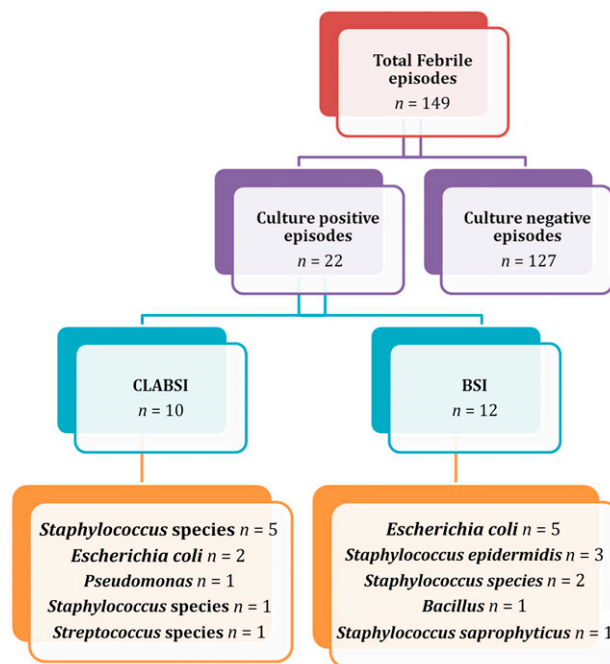 Total Febrile
episodes
n = 149
Culture positive
episodes
n = 22
Culture negative
episodes
n = 127
CLABSI
n = 10
BSI
n = 12
Staphylococcus species n = 5
Escherichia coli n = 2
Pseudomonas n = 1
Staphylococcus species n = 1
Streptococcus species n = 1
Escherichia coli n = 5
Staphylococcus epidermidis n = 3
Staphylococcus species n = 2
Bacillus n = 1
Staphylococcus saprophyticus n = 1